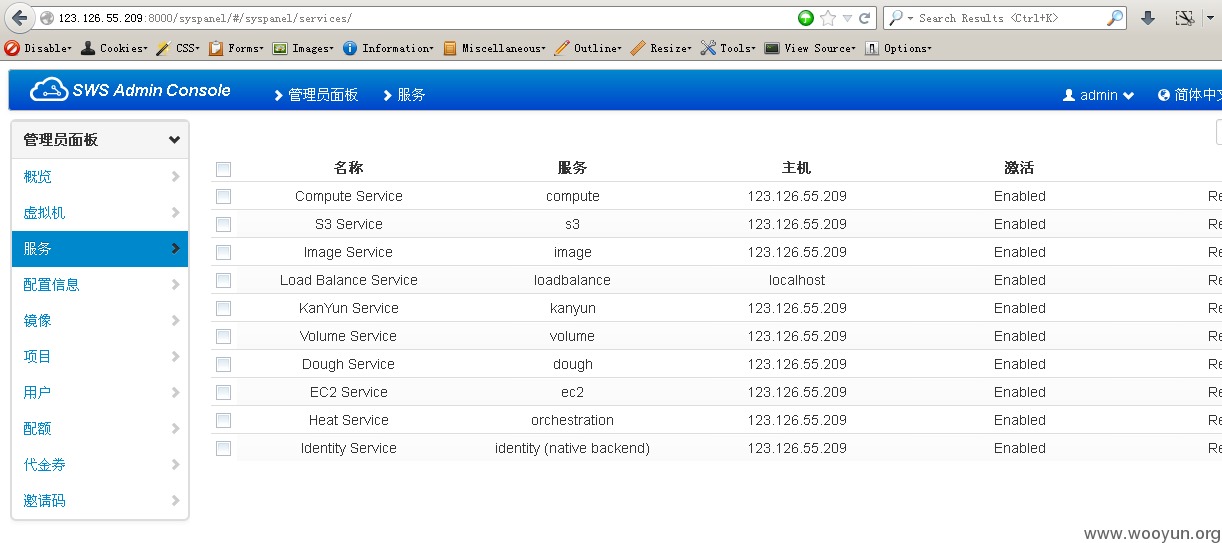 123.126.55.209:8000/syspanel/#/syspanel/services/ Search Results <Ctrl+K>
Disable Cookies CSS Forms Images Information Miscellaneous Outline Resize Tools View Source Options
SWS Admin Console 管理员面板 服务 admin 简体中文
管理员面板
概览
虚拟机
服务
配置信息
镜像
项目
用户
配额
代金券
邀请码
名称 服务 主机 激活
Compute Service compute 123.126.55.209 Enabled Re
S3 Service s3 123.126.55.209 Enabled Re
Image Service image 123.126.55.209 Enabled Re
Load Balance Service loadbalance localhost Enabled Re
KanYun Service kanyun 123.126.55.209 Enabled Re
Volume Service volume 123.126.55.209 Enabled Re
Dough Service dough 123.126.55.209 Enabled Re
EC2 Service ec2 123.126.55.209 Enabled Re
Heat Service orchestration 123.126.55.209 Enabled Re
Identity Service identity (native backend) 123.126.55.209 Enabled Re
www.wooyun.org